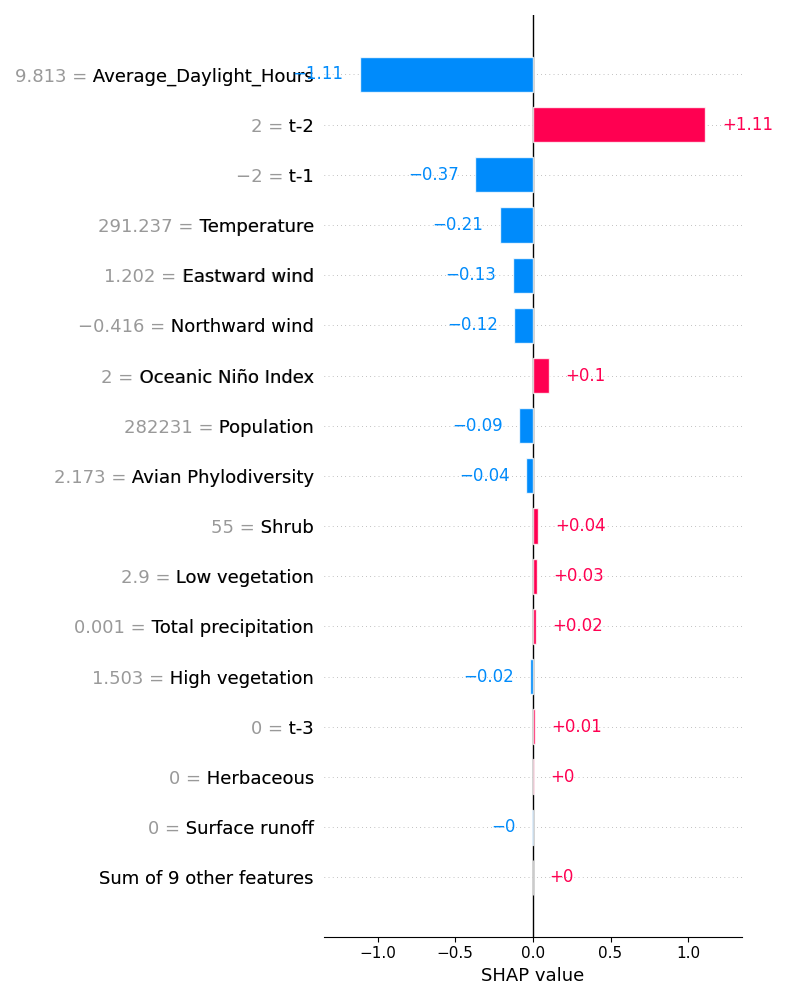 9.813 = Average_Daylight_Hours −1.11
2 = t-2 +1.11
−2 = t-1 −0.37
291.237 = Temperature −0.21
1.202 = Eastward wind −0.13
−0.416 = Northward wind −0.12
2 = Oceanic Niño Index +0.1
282231 = Population −0.09
2.173 = Avian Phylodiversity −0.04
55 = Shrub +0.04
2.9 = Low vegetation +0.03
0.001 = Total precipitation +0.02
1.503 = High vegetation −0.02
0 = t-3 +0.01
0 = Herbaceous +0
0 = Surface runoff −0
Sum of 9 other features +0
−1.0 −0.5 0.0 0.5 1.0
SHAP value